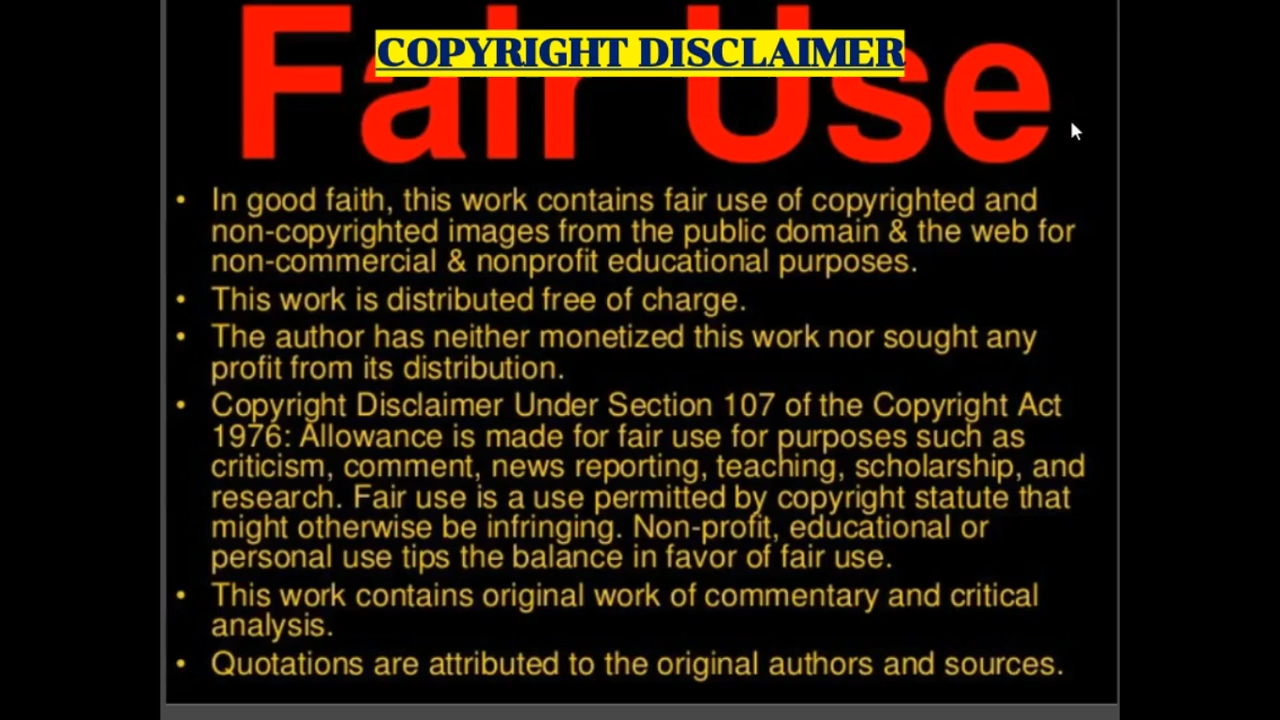 Fair Use
COPYRIGHT DISCLAIMER
• In good faith, this work contains fair use of copyrighted and
non-copyrighted images from the public domain & the web for
non-commercial & nonprofit educational purposes.
• This work is distributed free of charge.
• The author has neither monetized this work nor sought any
profit from its distribution.
• Copyright Disclaimer Under Section 107 of the Copyright Act
1976: Allowance is made for fair use for purposes such as
criticism, comment, news reporting, teaching, scholarship, and
research. Fair use is a use permitted by copyright statute that
might otherwise be infringing. Non-profit, educational or
personal use tips the balance in favor of fair use.
• This work contains original work of commentary and critical
analysis.
• Quotations are attributed to the original authors and sources.